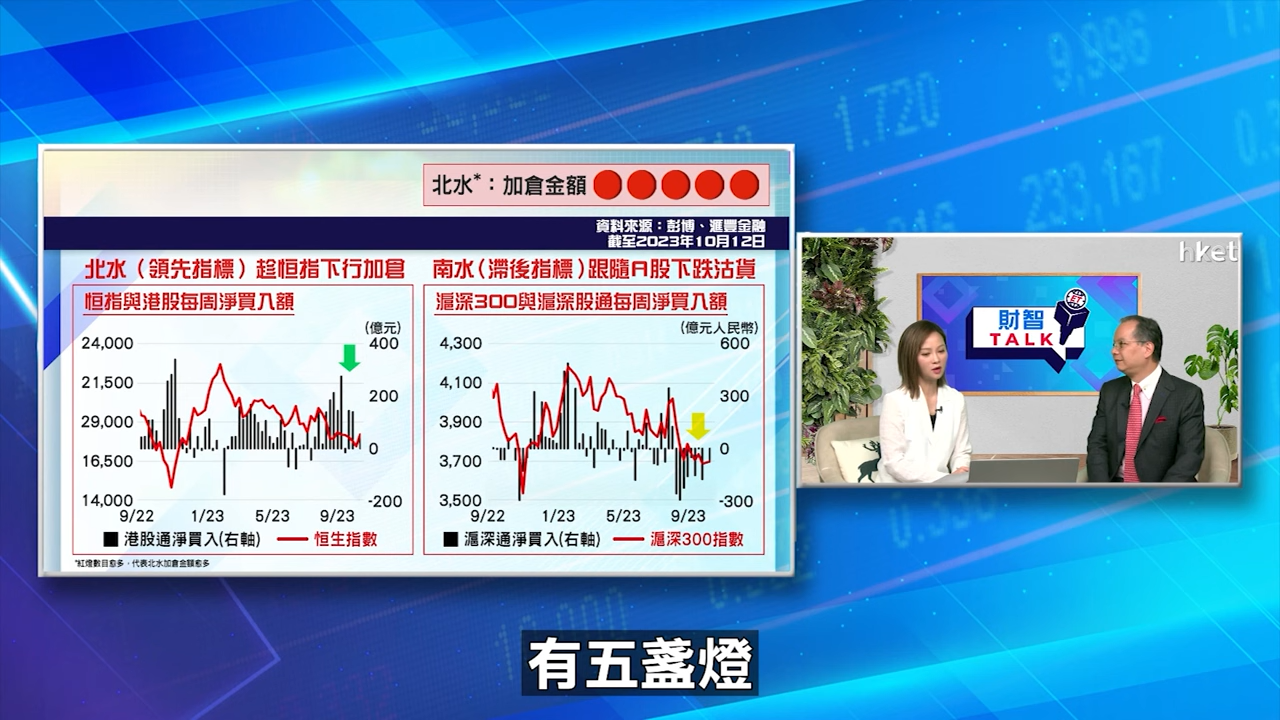 北水*：加倉金額
資料來源：彭博、滙豐金融
截至2023年10月12日
北水（領先指標）趁恒指下行加倉
恒指與港股每周淨買入額
(億元)
24,000
21,500
29,000
16,500
14,000
400
200
0
-200
9/22 1/23 5/23 9/23
港股通淨買入(右軸) 恒生指數
南水(滯後指標)跟隨A股下跌沽貨
滬深300與滬深股通每周淨買入額
(億元人民幣)
4,300
4,100
3,900
3,700
3,500
600
300
0
-300
9/22 1/23 5/23 9/23
滬深通淨買入(右軸) 滬深300指數
*紅燈數目愈多，代表北水加倉金額愈多
hket
財智
TALK
9,996
1.720
233,167
有五盞燈